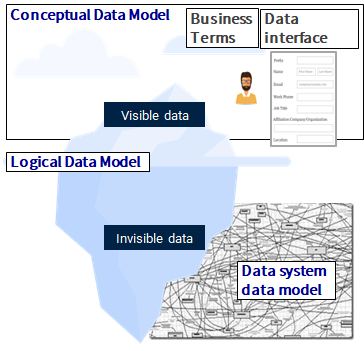 Conceptual Data Model
Business
Terms
Data
interface
Prefix
Name
First Name
Last Name
Email
Work Phone
Job Title
Affiliation Company/Organization
Location
Visible data
Logical Data Model
Invisible data
Data system
data model